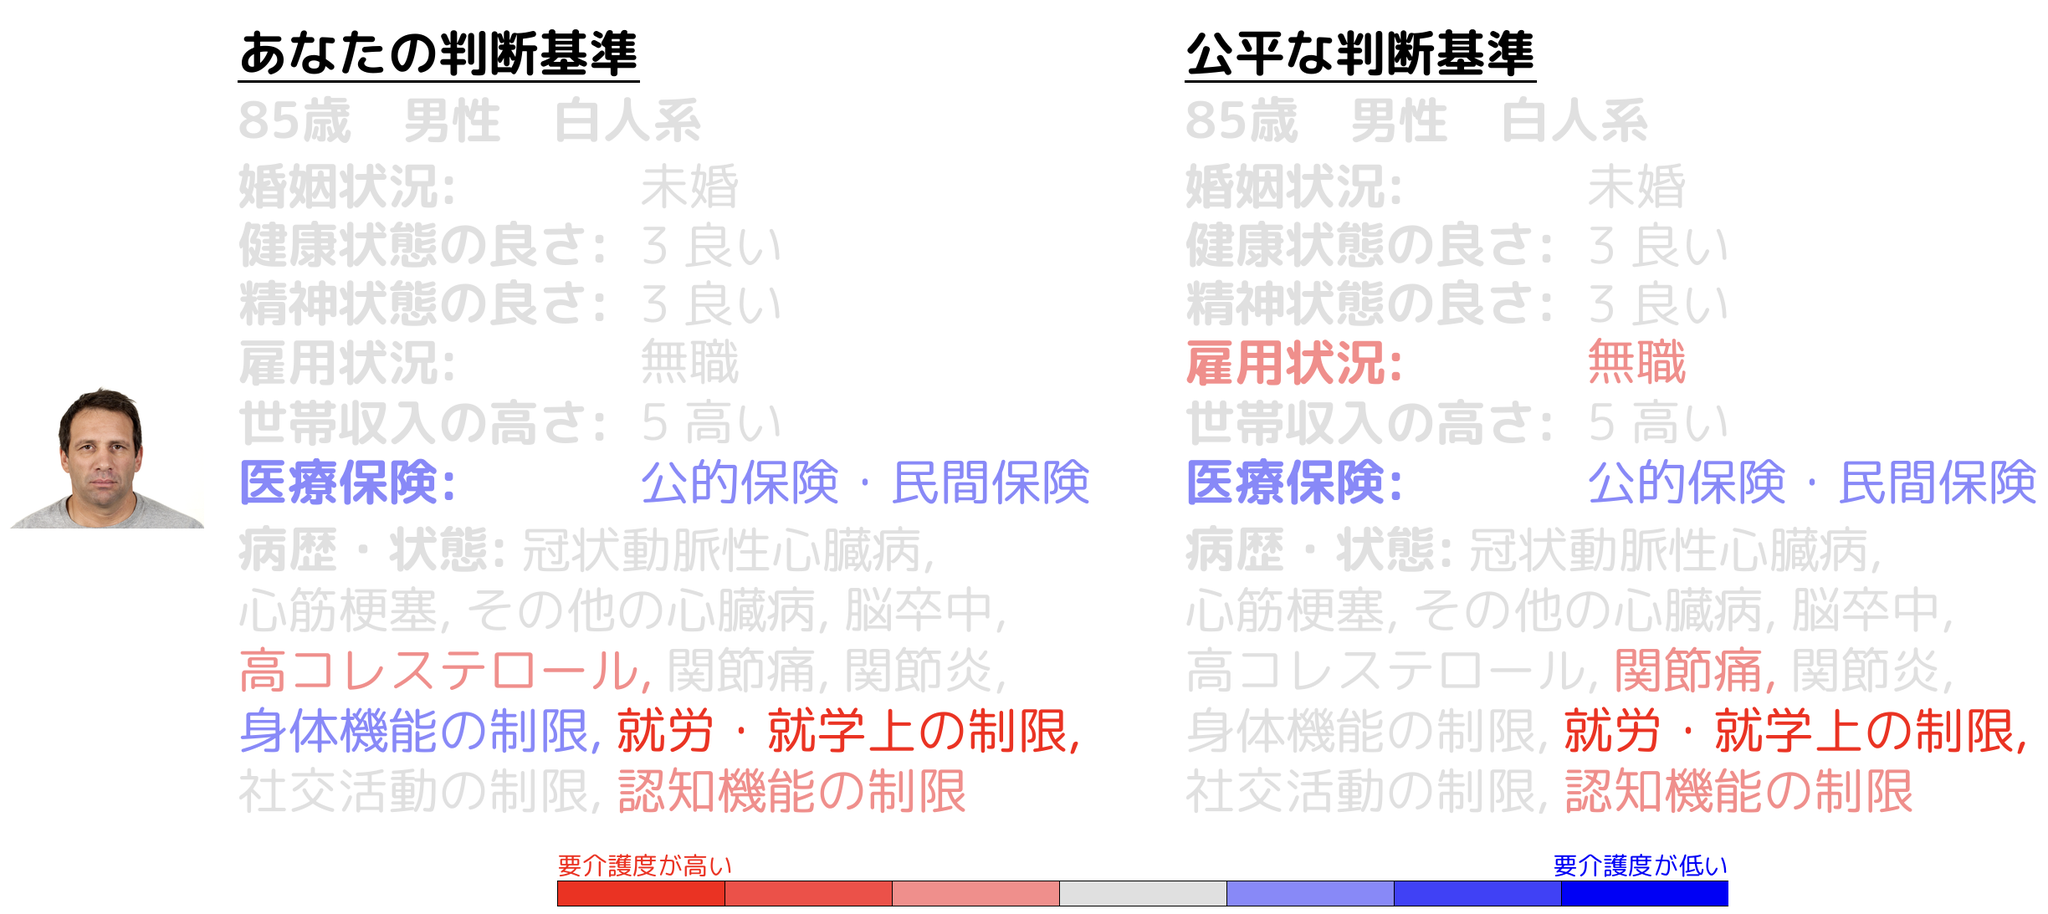 あなたの判断基準
85歳 男性 白人系
婚姻状況: 未婚
健康状態の良さ: 3 良い
精神状態の良さ: 3 良い
雇用状況: 無職
世帯収入の高さ: 5 高い
医療保険: 公的保険・民間保険
病歴・状態: 冠状動脈性心臓病,
心筋梗塞, その他の心臓病, 脳卒中,
高コレステロール, 関節痛, 関節炎,
身体機能の制限, 就労・就学上の制限,
社交活動の制限, 認知機能の制限
公平な判断基準
85歳 男性 白人系
婚姻状況: 未婚
健康状態の良さ: 3 良い
精神状態の良さ: 3 良い
雇用状況: 無職
世帯収入の高さ: 5 高い
医療保険: 公的保険・民間保険
病歴・状態: 冠状動脈性心臓病,
心筋梗塞, その他の心臓病, 脳卒中,
高コレステロール, 関節痛, 関節炎,
身体機能の制限, 就労・就学上の制限,
社交活動の制限, 認知機能の制限
要介護度が高い
要介護度が低い